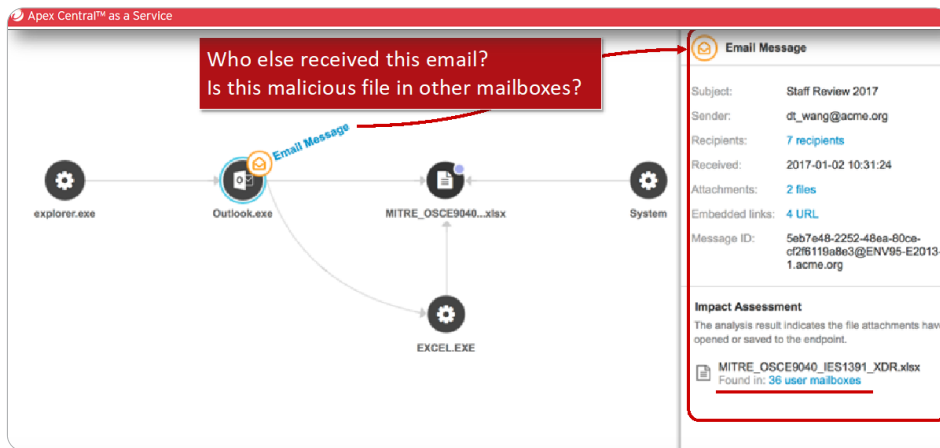 Apex Central™ as a Service
Who else received this email?
Is this malicious file in other mailboxes?
Email Message
explorer.exe
Outlook.exe
MITRE_OSCE9040...xlsx
System
EXCEL.EXE
Email Message
Subject: Staff Review 2017
Sender: dt_wang@acme.org
Recipients: 7 recipients
Received: 2017-01-02 10:31:24
Attachments: 2 files
Embedded links: 4 URL
Message ID: 5eb7e48-2252-48ea-80ce-
cf2f6119a8e3@ENV95-E2013-
1.acme.org
Impact Assessment
The analysis result indicates the file attachments hav
opened or saved to the endpoint.
MITRE_OSCE9040_IES1391_XDR.xlsx
Found in: 36 user mailboxes